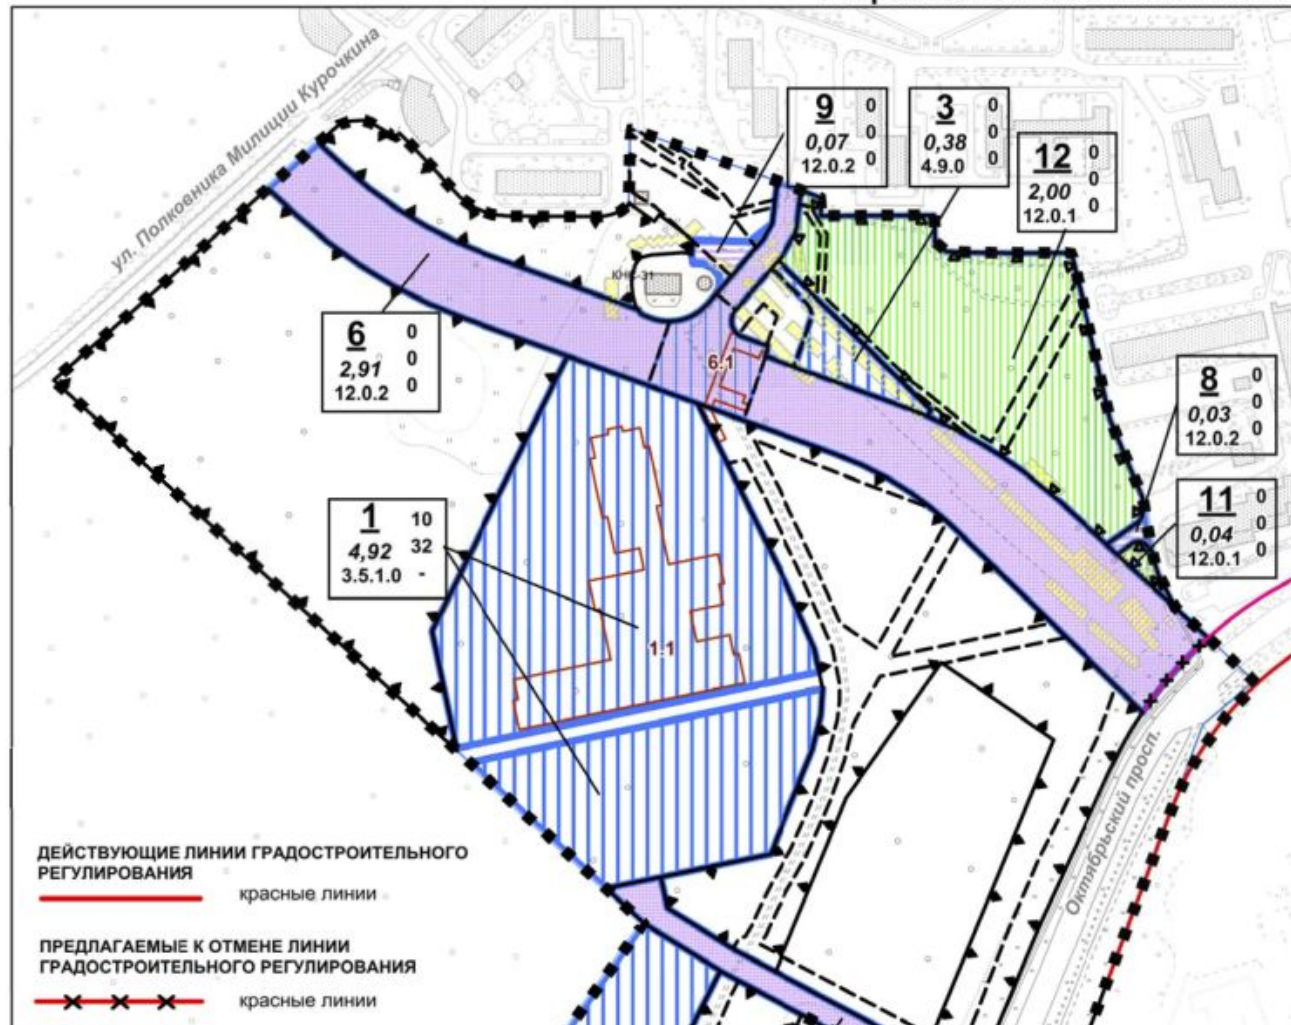 ул. Полковника Милиции Курочкина
9 0
0,07 0
12.0.2 0
3 0
0,38 0
4.9.0 0
12 0
2,00 0
12.0.1 0
КНС-31
6 0
2,91 0
12.0.2 0
6.1
8 0
0,03 0
12.0.2 0
11 0
0,04 0
12.0.1 0
1 10
4,92 32
3.5.1.0 -
1.1
Октябрьский просп.
ДЕЙСТВУЮЩИЕ ЛИНИИ ГРАДОСТРОИТЕЛЬНОГО
РЕГУЛИРОВАНИЯ
красные линии
ПРЕДЛАГАЕМЫЕ К ОТМЕНЕ ЛИНИИ
ГРАДОСТРОИТЕЛЬНОГО РЕГУЛИРОВАНИЯ
красные линии